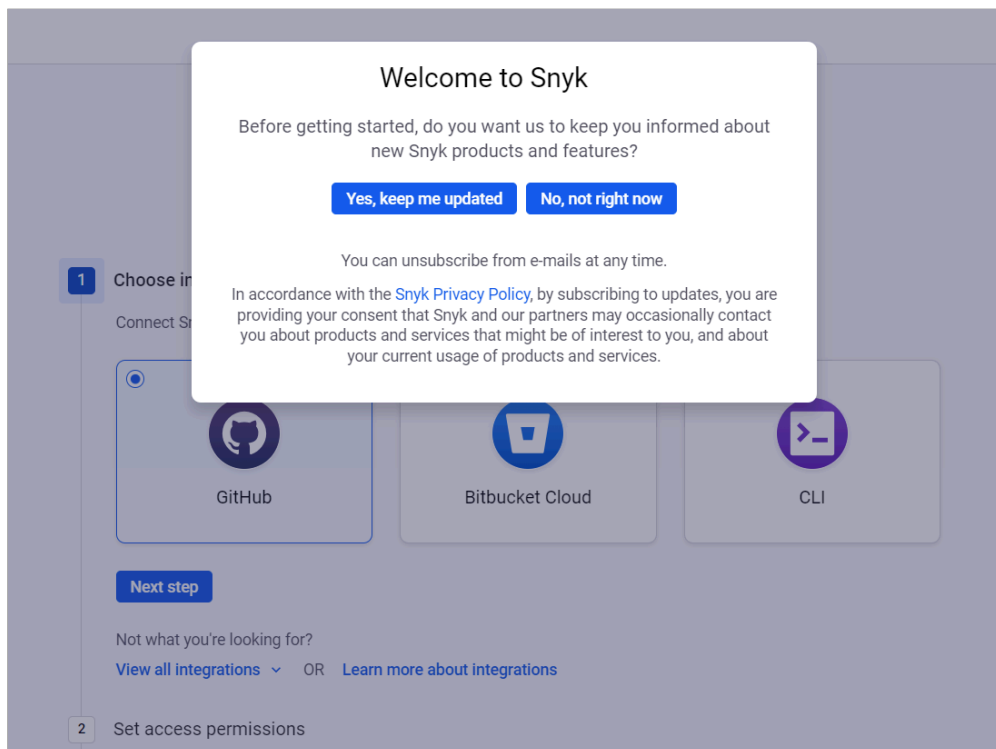 Welcome to Snyk
Before getting started, do you want us to keep you informed about
new Snyk products and features?
Yes, keep me updated
No, not right now
You can unsubscribe from e-mails at any time.
In accordance with the Snyk Privacy Policy, by subscribing to updates, you are
providing your consent that Snyk and our partners may occasionally contact
you about products and services that might be of interest to you, and about
your current usage of products and services.
1 Choose in
Connect Sn
GitHub
Bitbucket Cloud
CLI
Next step
Not what you're looking for?
View all integrations OR Learn more about integrations
2 Set access permissions